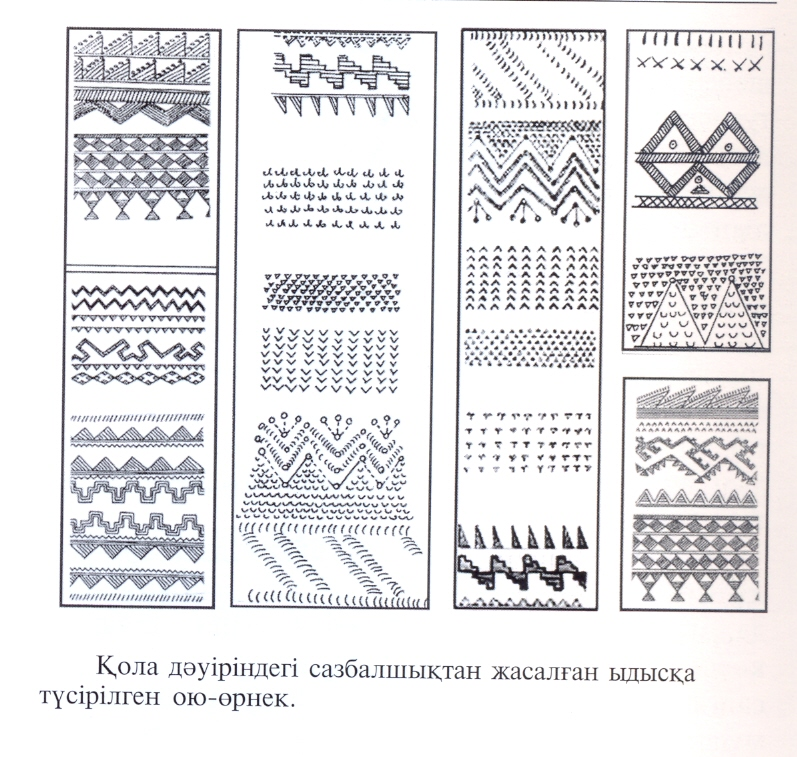 Қола дәуіріндегі сазбалшықтан жасалған ыдысқа
түсірілген ою-өрнек.